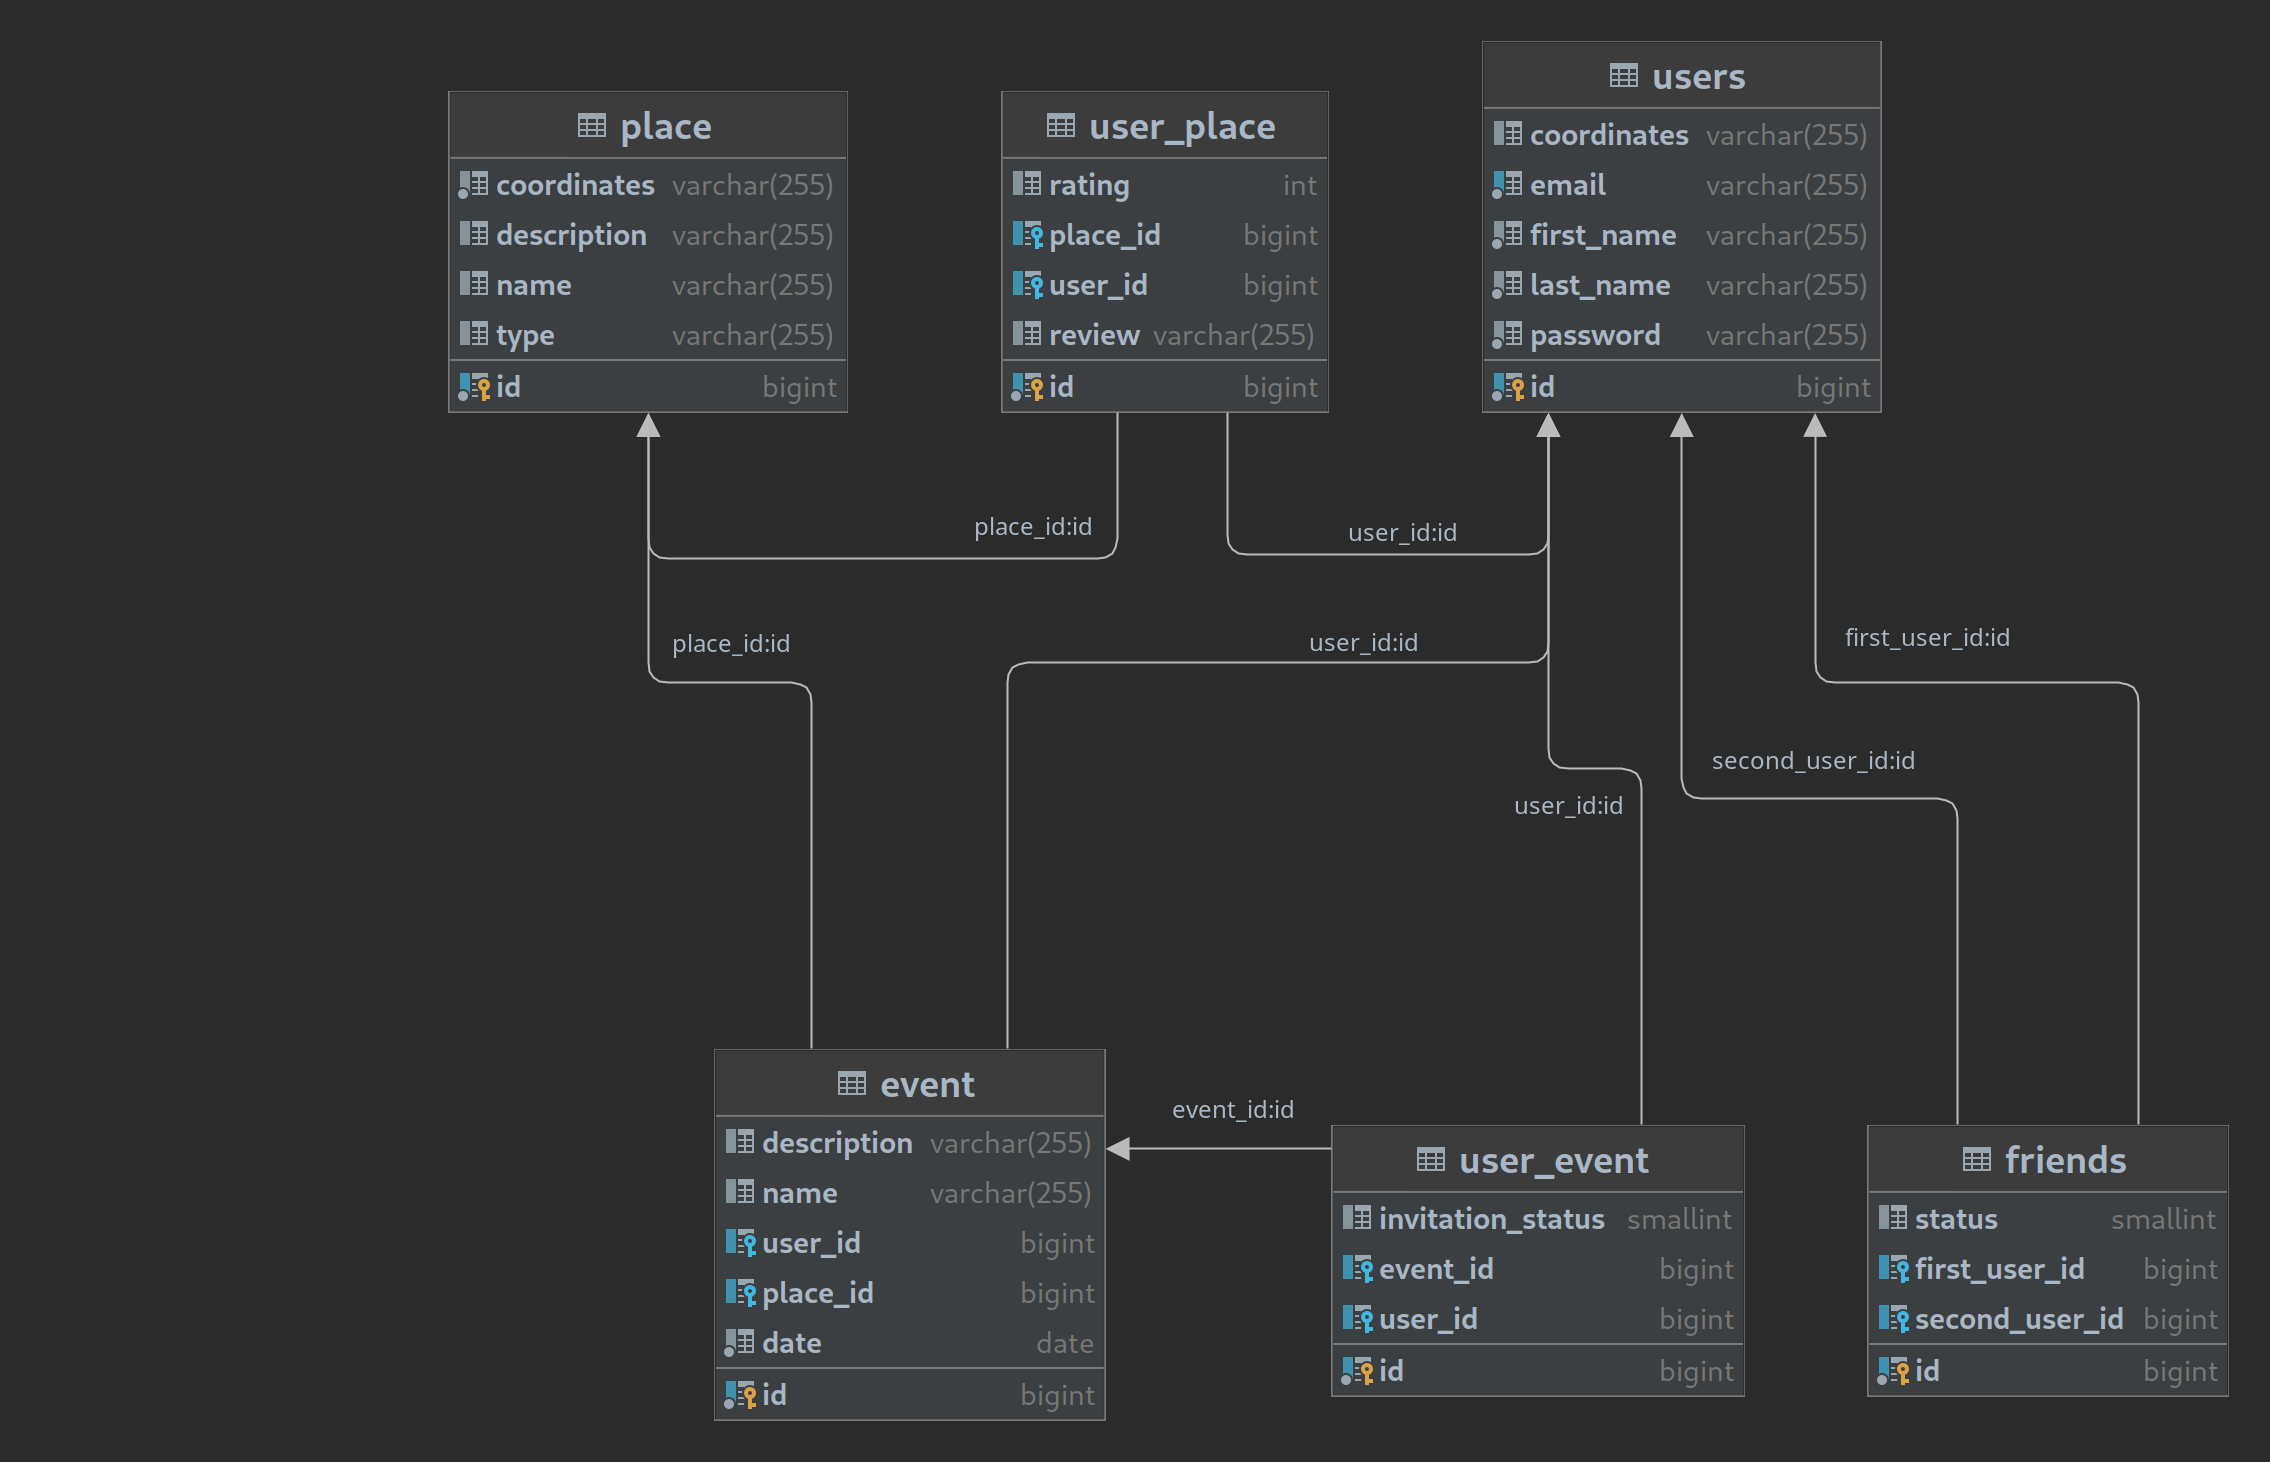 place
coordinates varchar(255)
description varchar(255)
name varchar(255)
type varchar(255)
id bigint
user_place
rating int
place_id bigint
user_id bigint
review varchar(255)
id bigint
users
coordinates varchar(255)
email varchar(255)
first_name varchar(255)
last_name varchar(255)
password varchar(255)
id bigint
place_id:id
user_id:id
place_id:id
user_id:id
first_user_id:id
second_user_id:id
user_id:id
event_id:id
event
description varchar(255)
name varchar(255)
user_id bigint
place_id bigint
date date
id bigint
user_event
invitation_status smallint
event_id bigint
user_id bigint
id bigint
friends
status smallint
first_user_id bigint
second_user_id bigint
id bigint